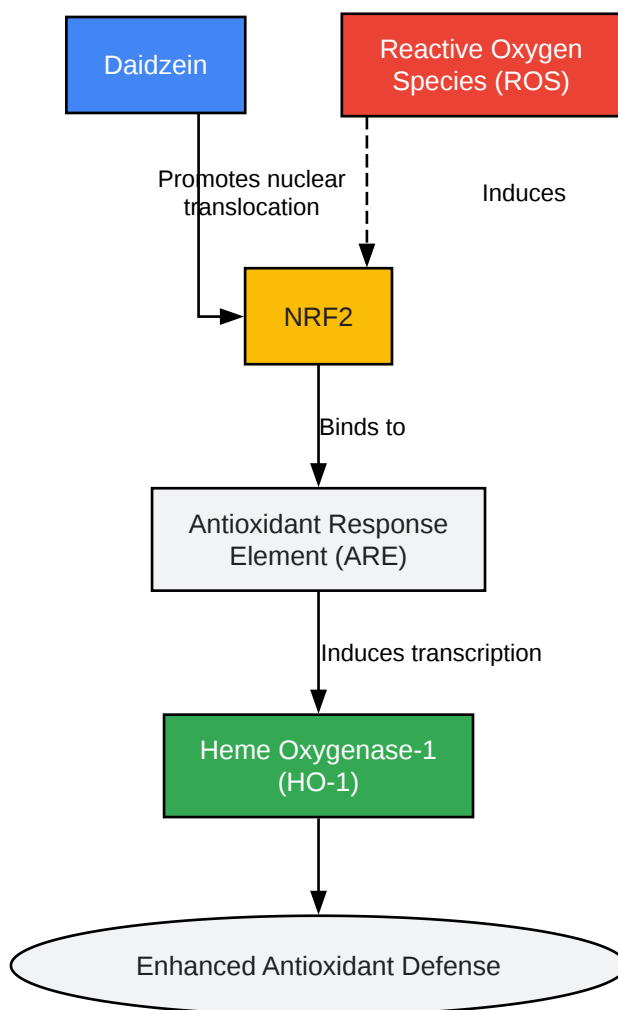 Daidzein
Reactive Oxygen
Species (ROS)
Promotes nuclear
translocation
Induces
NRF2
Binds to
Antioxidant Response
Element (ARE)
Induces transcription
Heme Oxygenase-1
(HO-1)
Enhanced Antioxidant Defense